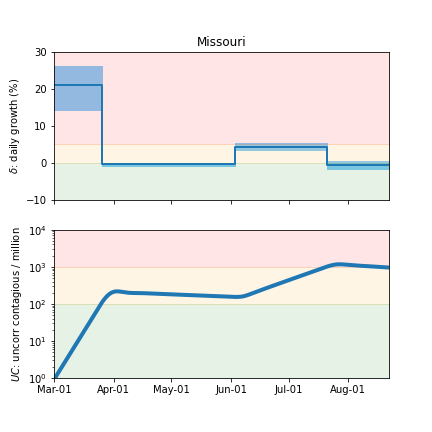 Missouri
δ: daily growth (%)
30
20
10
0
−10
UC: uncorr contagious / million
10⁴
10³
10²
10¹
10⁰
Mar-01 Apr-01 May-01 Jun-01 Jul-01 Aug-01